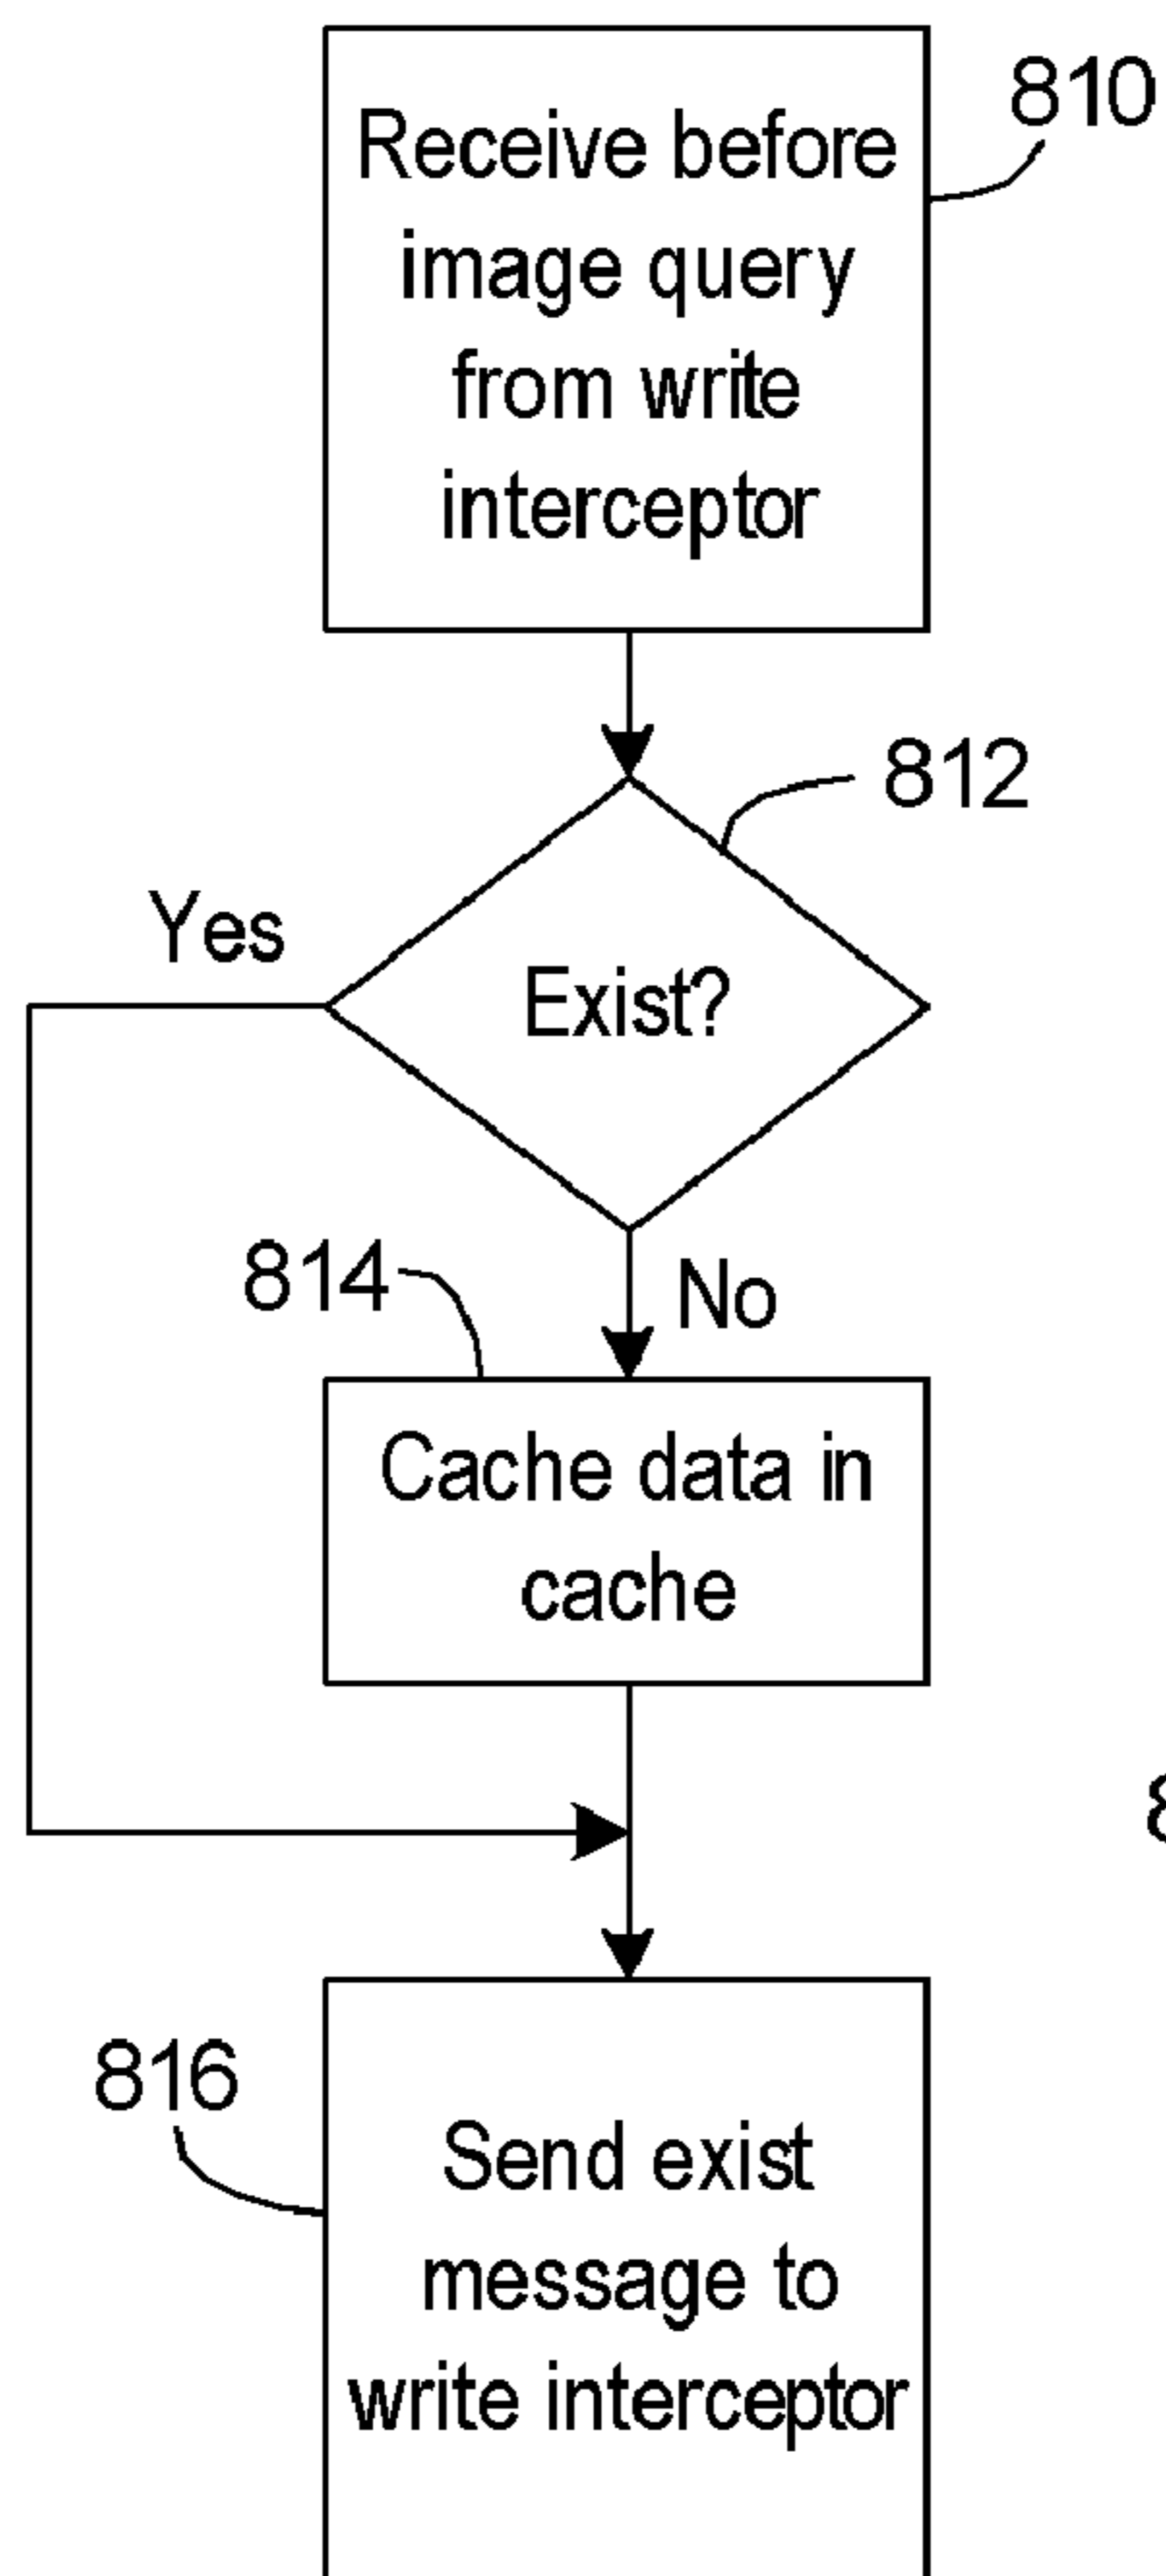 810
Receive before
image query
from write
interceptor
812
Yes
Exist?
814
No
Cache data in
cache
816
Send exist
message to
write interceptor